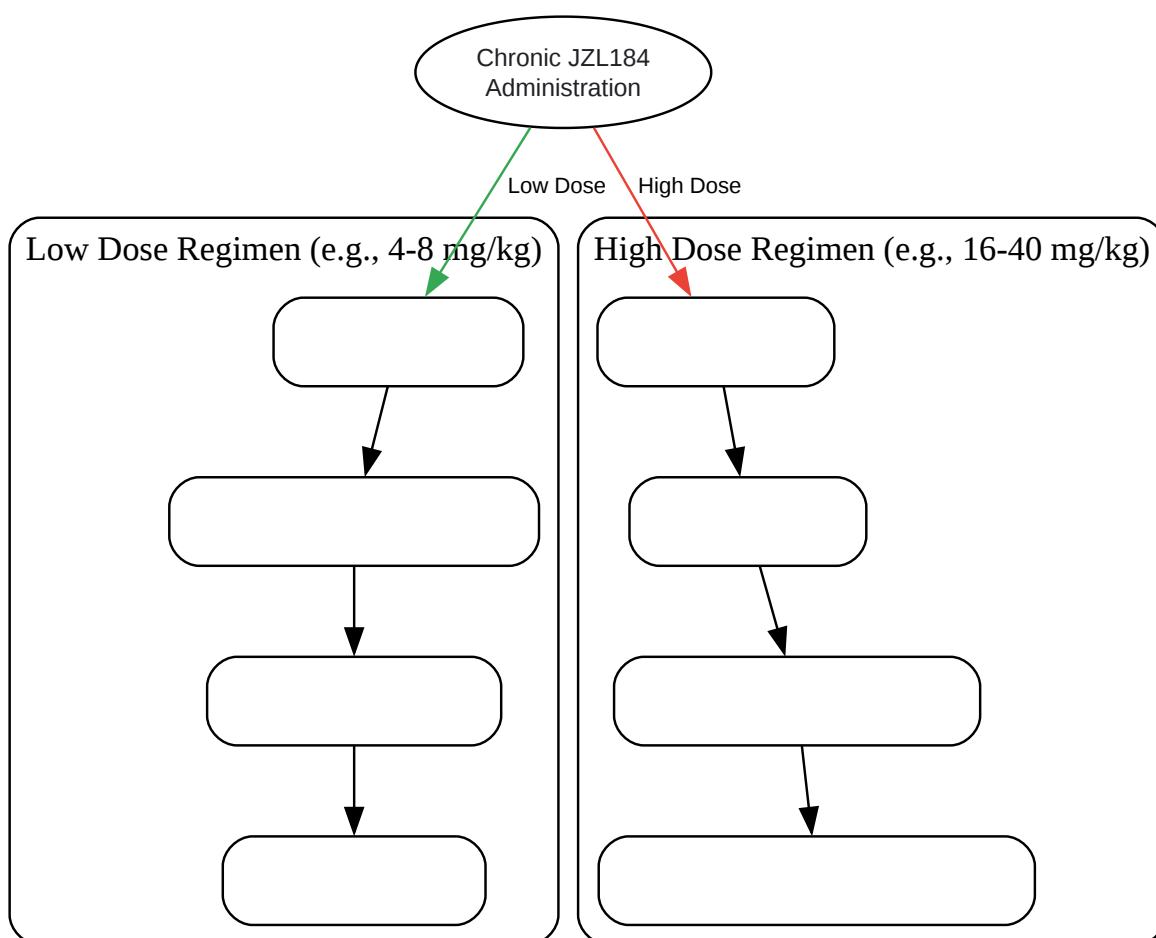 Chronic JZL184
Administration
Low Dose
High Dose
Low Dose Regimen (e.g., 4-8 mg/kg)
High Dose Regimen (e.g., 16-40 mg/kg)